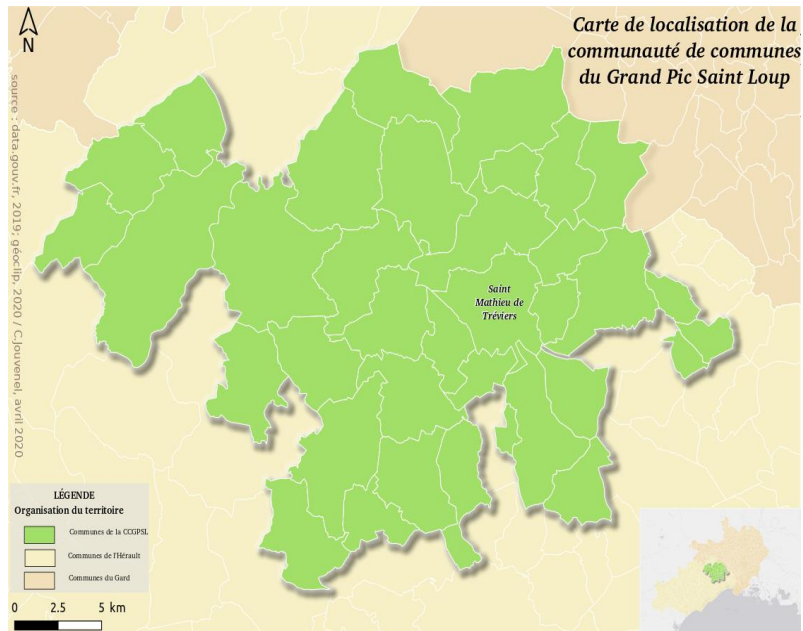 Carte de localisation de la
communauté de communes
du Grand Pic Saint Loup
N
source : data.gouv.fr, 2019; géoclip, 2020 / C.Jouvenel, avril 2020
Saint
Mathieu de
Tréviers
LÉGENDE
Organisation du territoire
Communes de la CCGPSL
Communes de l'Hérault
Communes du Gard
0 2.5 5 km